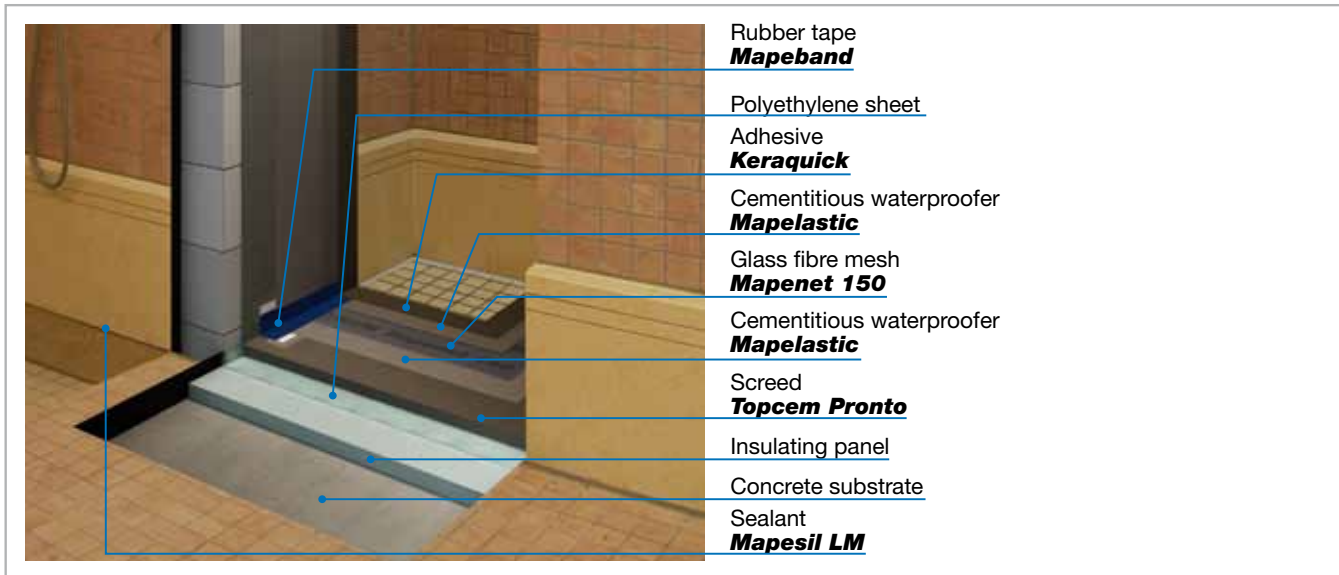 Rubber tape
Mapeband
Polyethylene sheet
Adhesive
Keraquick
Cementitious waterproofer
Mapelastic
Glass fibre mesh
Mapenet 150
Cementitious waterproofer
Mapelastic
Screed
Topcem Pronto
Insulating panel
Concrete substrate
Sealant
Mapesil LM